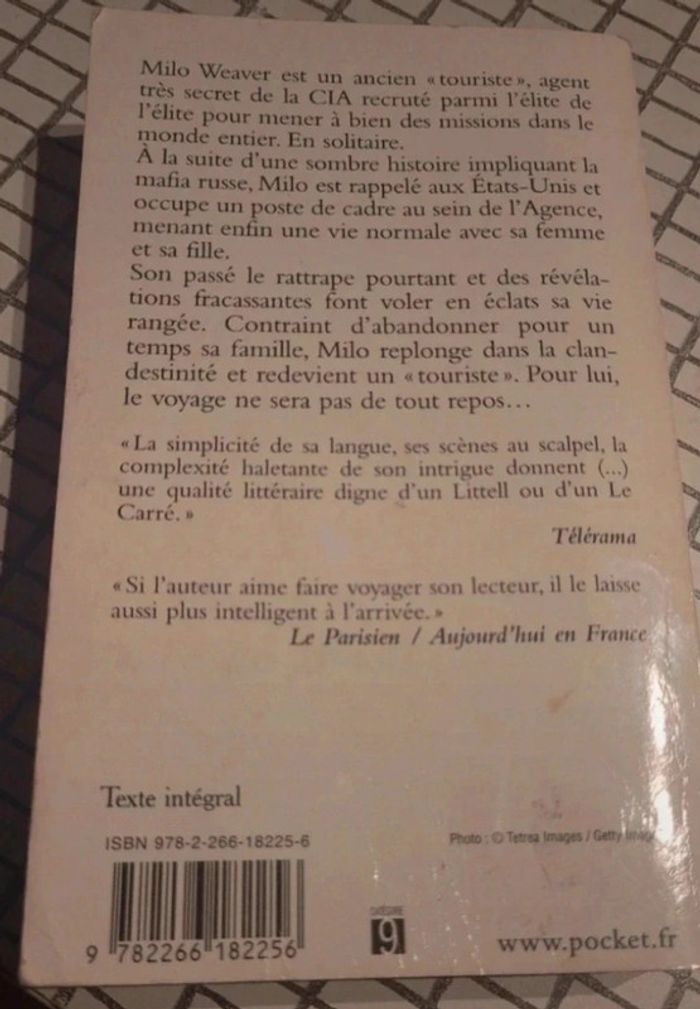 Milo Weaver est un ancien « touriste », agent
très secret de la CIA recruté parmi l'élite de
l'élite pour mener à bien des missions dans le
monde entier. En solitaire.
À la suite d'une sombre histoire impliquant la
mafia russe, Milo est rappelé aux États-Unis et
occupe un poste de cadre au sein de l'Agence,
menant enfin une vie normale avec sa femme
et sa fille.
Son passé le rattrape pourtant et des révéla-
tions fracassantes font voler en éclats sa vie
rangée. Contraint d'abandonner pour un
temps sa famille, Milo replonge dans la clan-
destinité et redevient un « touriste ». Pour lui,
le voyage ne sera pas de tout repos…
« La simplicité de sa langue, ses scènes au scalpel, la
complexité haletante de son intrigue donnent (...)
une qualité littéraire digne d'un Littell ou d'un Le
Carré. »
Télérama
« Si l'auteur aime faire voyager son lecteur, il le laisse
aussi plus intelligent à l'arrivée. »
Le Parisien / Aujourd'hui en France
Texte intégral
ISBN 978-2-266-18225-6
Photo : © Tetrea Images / Getty
CATÉGORIE
9
9 782266 182256
www.pocket.fr